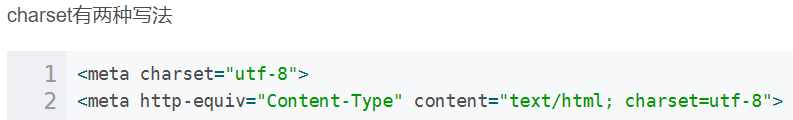 charset有两种写法
1 <meta charset="utf-8">
2 <meta http-equiv="Content-Type" content="text/html; charset=utf-8">